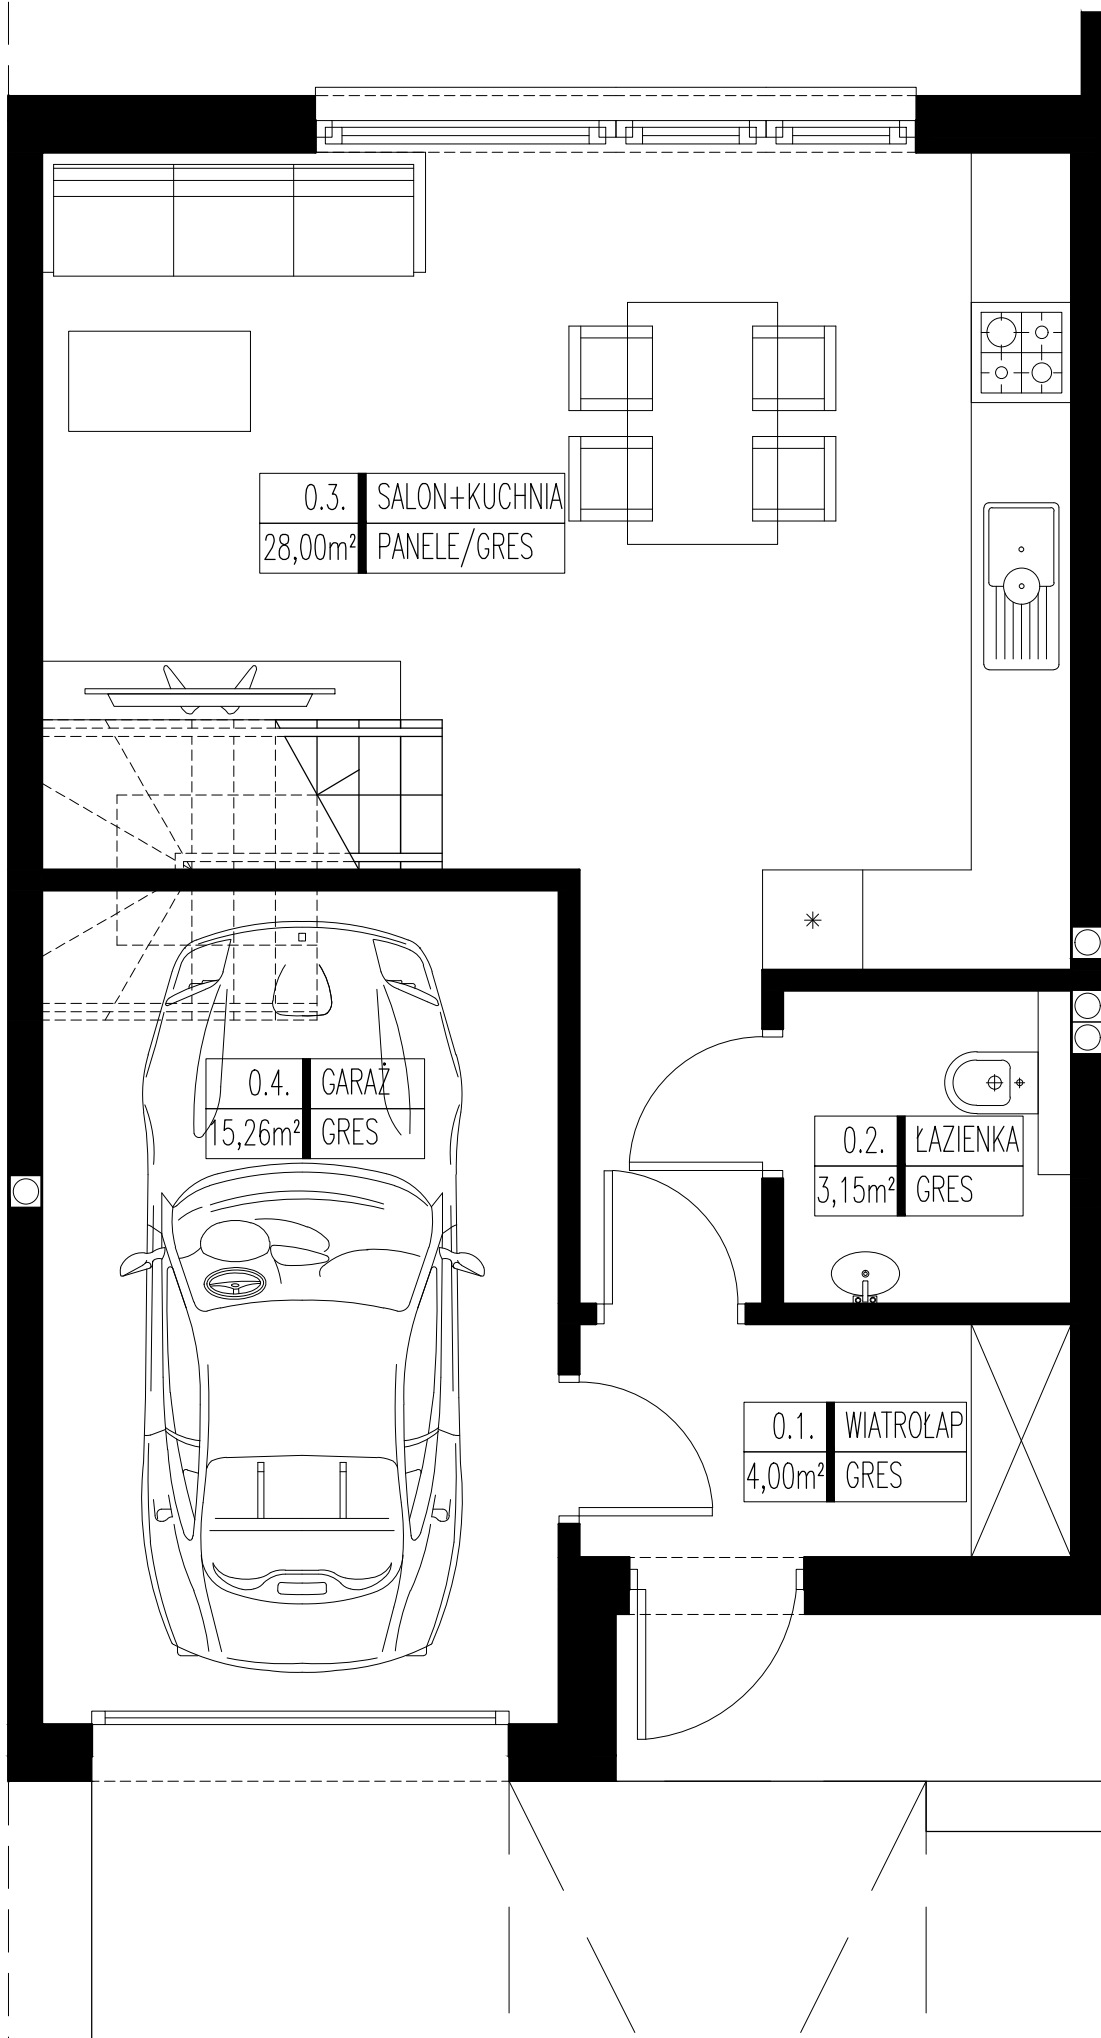 0.3. SALON+KUCHNIA
28,00m² PANELE/GRES
0.4. GARAŻ
15,26m² GRES
0.2. ŁAZIENKA
3,15m² GRES
0.1. WIATROŁAP
4,00m² GRES